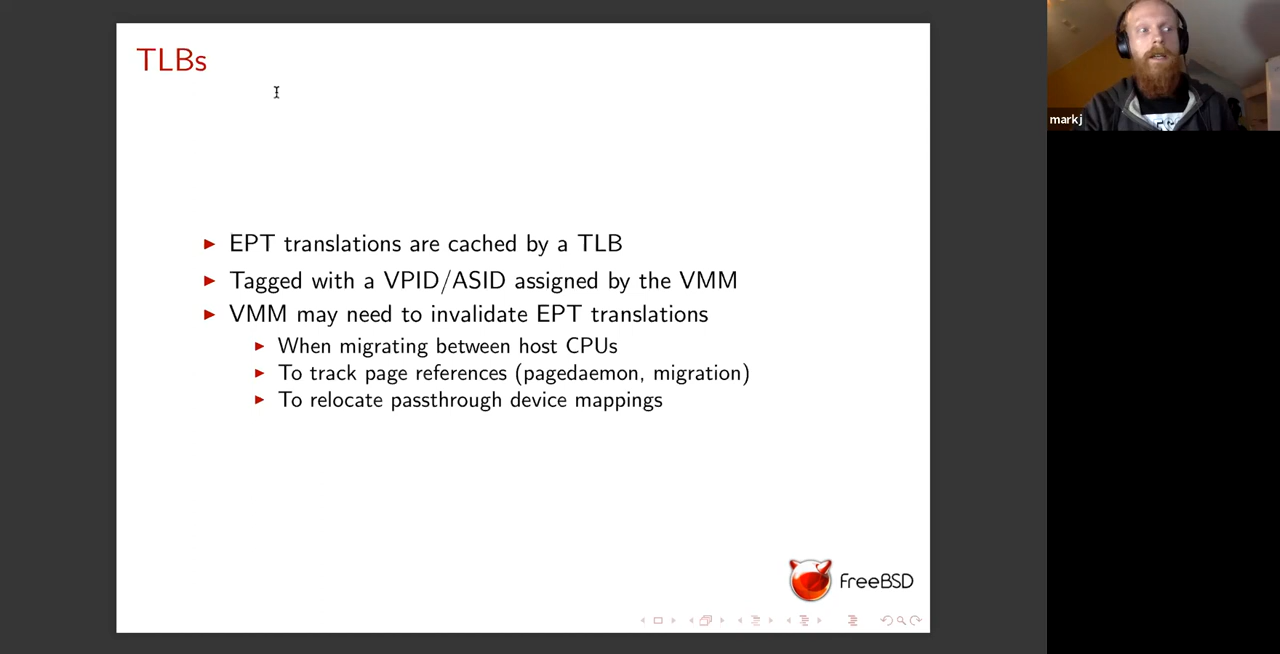 TLBs
EPT translations are cached by a TLB
Tagged with a VPID/ASID assigned by the VMM
VMM may need to invalidate EPT translations
When migrating between host CPUs
To track page references (pagedaemon, migration)
To relocate passthrough device mappings
FreeBSD
markj